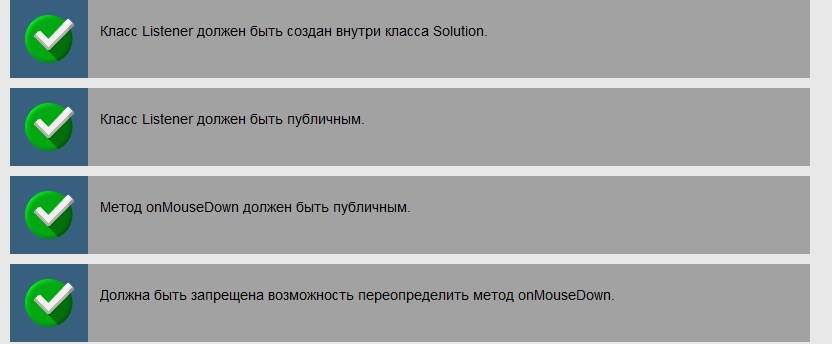 Класс Listener должен быть создан внутри класса Solution.
Класс Listener должен быть публичным.
Метод onMouseDown должен быть публичным.
Должна быть запрещена возможность переопределить метод onMouseDown.